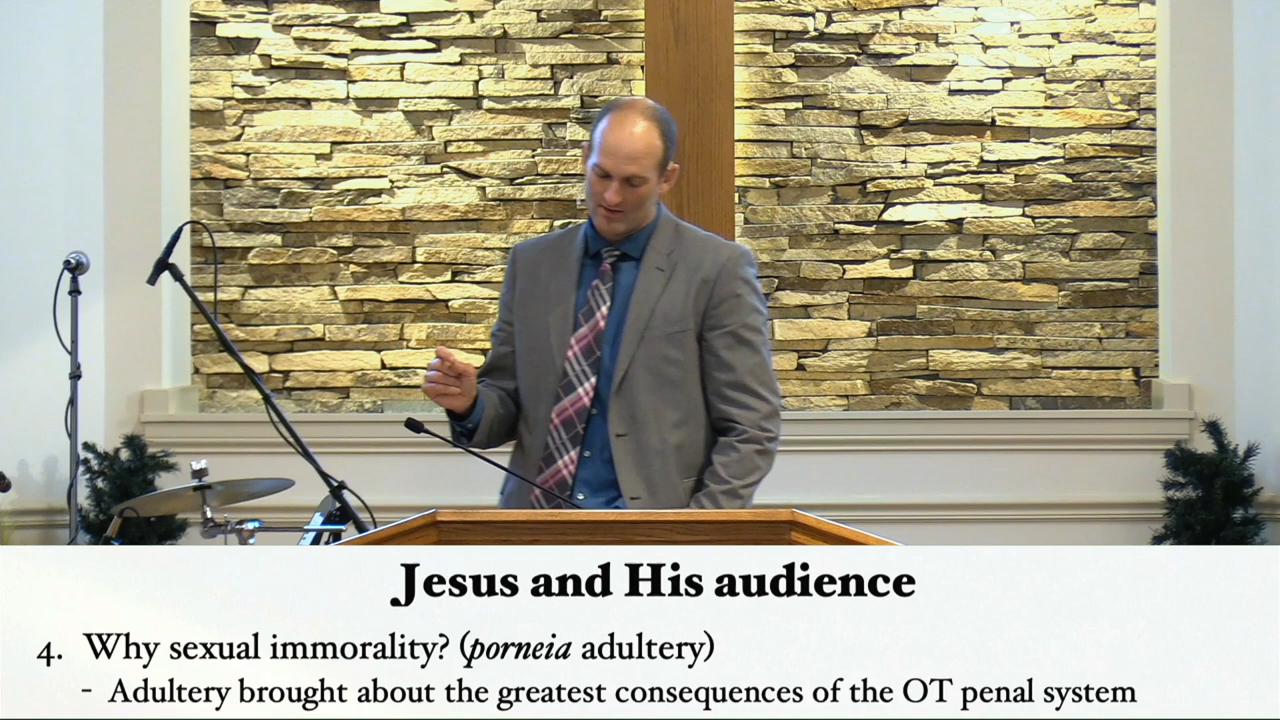 Jesus and His audience
4. Why sexual immorality? (porneia adultery)
- Adultery brought about the greatest consequences of the OT penal system